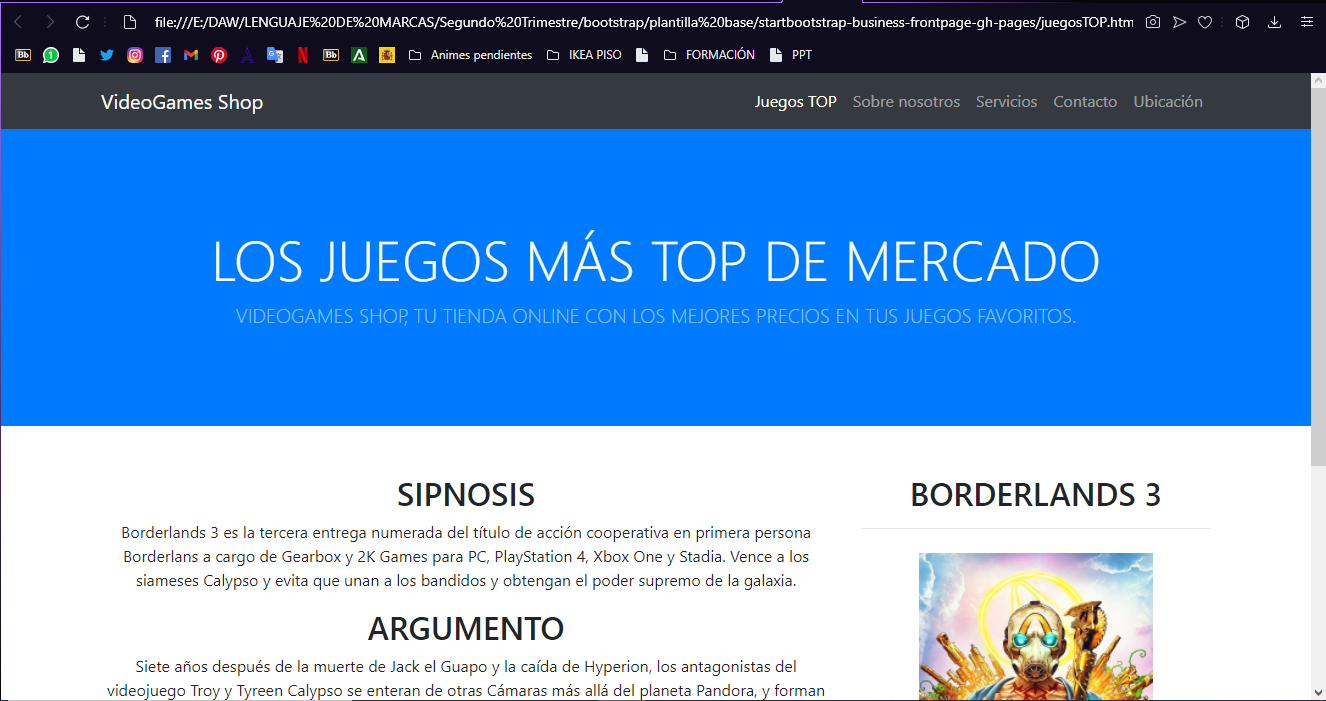 file:///E:/DAW/LENGUAJE%20DE%20MARCAS/Segundo%20Trimestre/bootstrap/plantilla%20base/startbootstrap-business-frontpage-gh-pages/juegosTOP.htm
Bb 1 Bb A Animes pendientes IKEA PISO FORMACIÓN PPT
VideoGames Shop
Juegos TOP Sobre nosotros Servicios Contacto Ubicación
LOS JUEGOS MÁS TOP DE MERCADO
VIDEOGAMES SHOP, TU TIENDA ONLINE CON LOS MEJORES PRECIOS EN TUS JUEGOS FAVORITOS.
SIPNOSIS
Borderlands 3 es la tercera entrega numerada del título de acción cooperativa en primera persona
Borderlans a cargo de Gearbox y 2K Games para PC, PlayStation 4, Xbox One y Stadia. Vence a los
siameses Calypso y evita que unan a los bandidos y obtengan el poder supremo de la galaxia.
ARGUMENTO
Siete años después de la muerte de Jack el Guapo y la caída de Hyperion, los antagonistas del
videojuego Troy y Tyreen Calypso se enteran de otras Cámaras más allá del planeta Pandora, y forman
BORDERLANDS 3